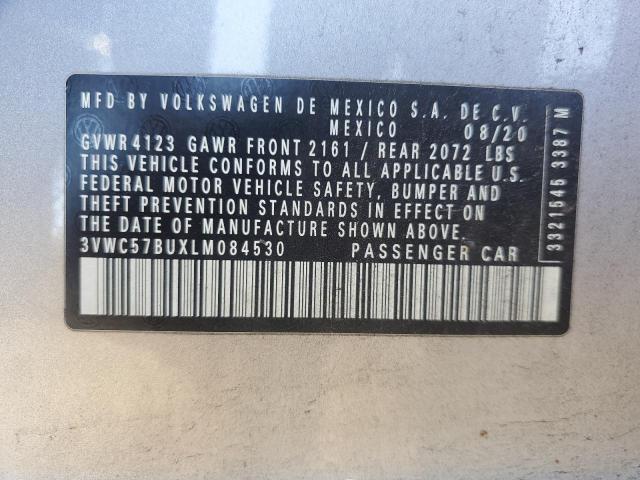 MFD BY VOLKSWAGEN DE MEXICO S.A. DE C.V.
MEXICO 08/20
GVWR 4123 GAWR FRONT 2161 / REAR 2072 LBS
THIS VEHICLE CONFORMS TO ALL APPLICABLE U.S.
FEDERAL MOTOR VEHICLE SAFETY, BUMPER AND
THEFT PREVENTION STANDARDS IN EFFECT ON
THE DATE OF MANUFACTURE SHOWN ABOVE.
3VWC57BUXLM084530 PASSENGER CAR
3321545 3387 M